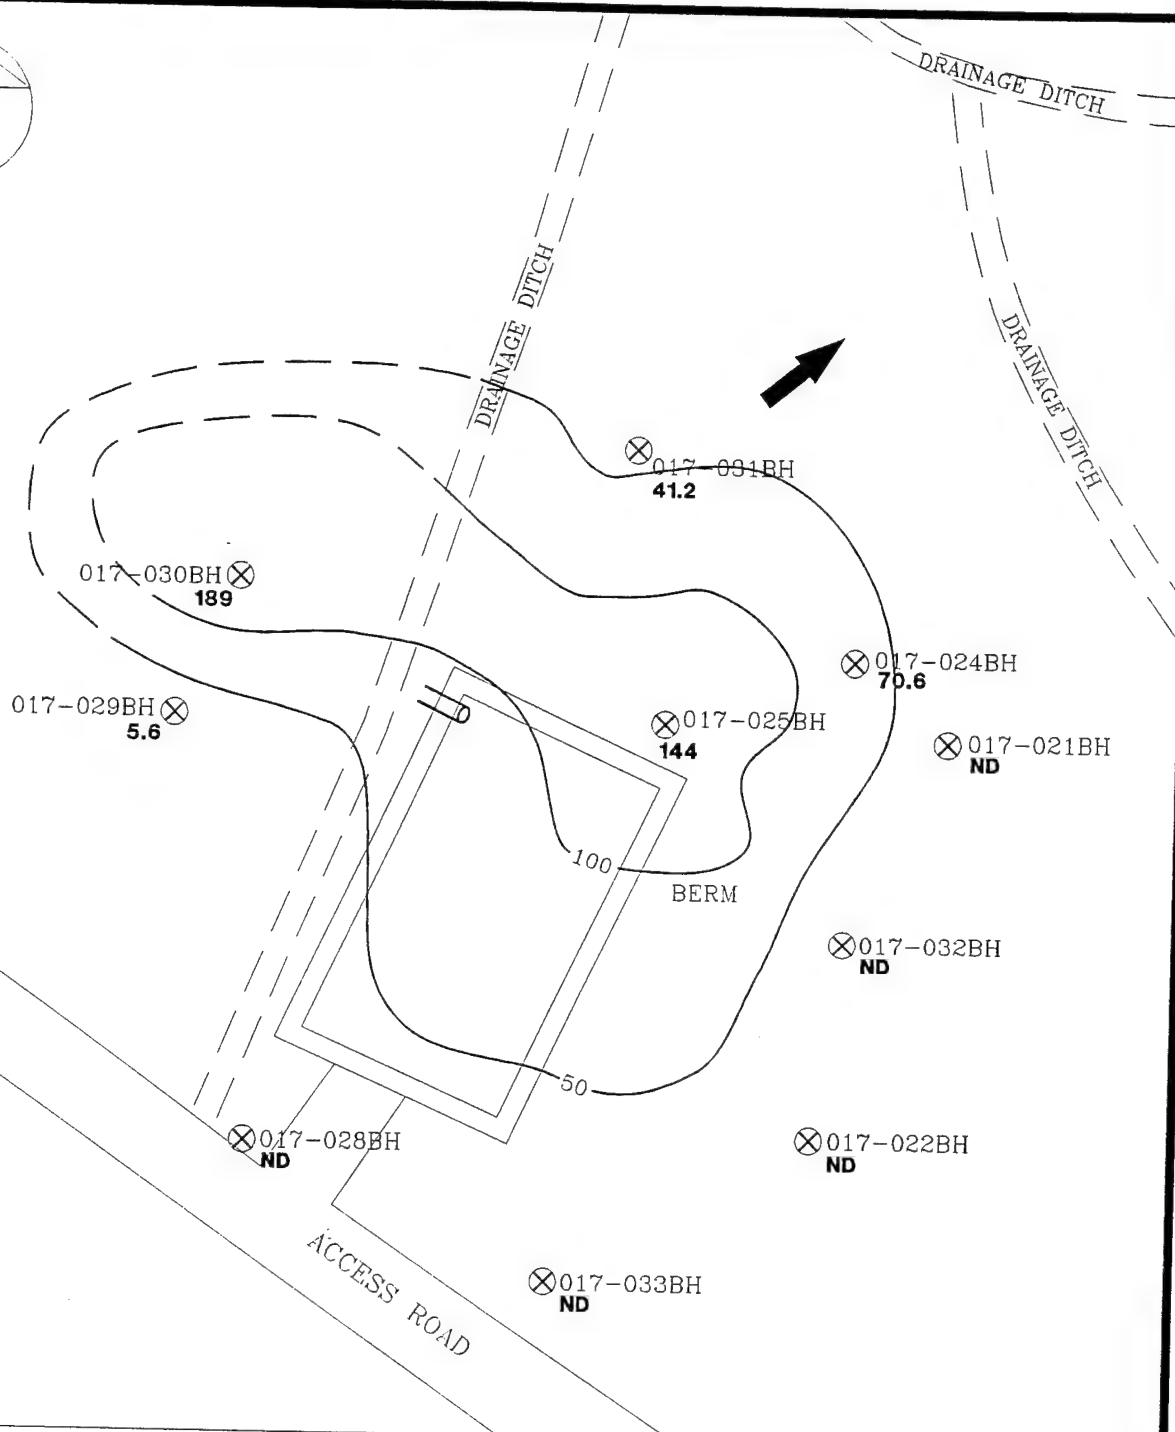 DRAINAGE DITCH
DRAINAGE DITCH
DRAINAGE DITCH
017-031BH
41.2
017-030BH
189
017-024BH
70.6
017-029BH
5.6
017-025BH
144
017-021BH
ND
100
BERM
017-032BH
ND
50
017-028BH
ND
017-022BH
ND
017-033BH
ND
ACCESS ROAD